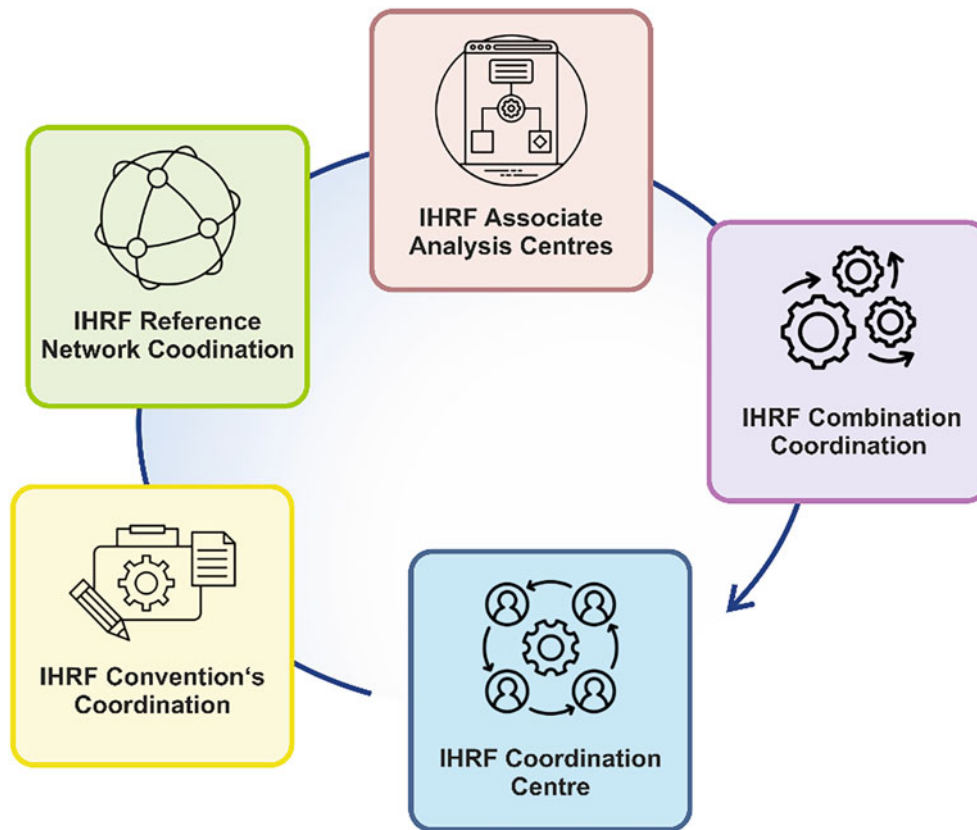 IHRF Associate
Analysis Centres
IHRF Reference
Network Coodination
IHRF Combination
Coordination
IHRF Convention‘s
Coordination
IHRF Coordination
Centre